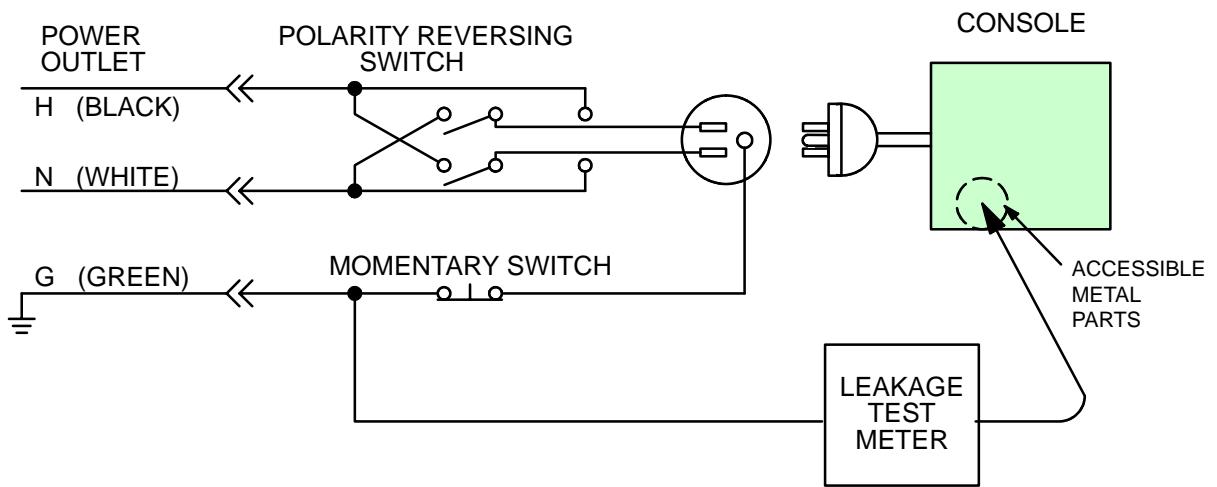 POWER
OUTLET
POLARITY REVERSING
SWITCH
CONSOLE
H (BLACK)
N (WHITE)
G (GREEN)
MOMENTARY SWITCH
ACCESSIBLE
METAL
PARTS
LEAKAGE
TEST
METER